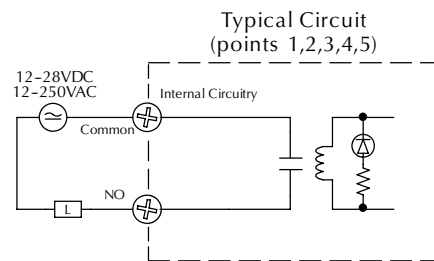 Typical Circuit
(points 1,2,3,4,5)
12-28VDC
12-250VAC
Internal Circuitry
Common
NO
L